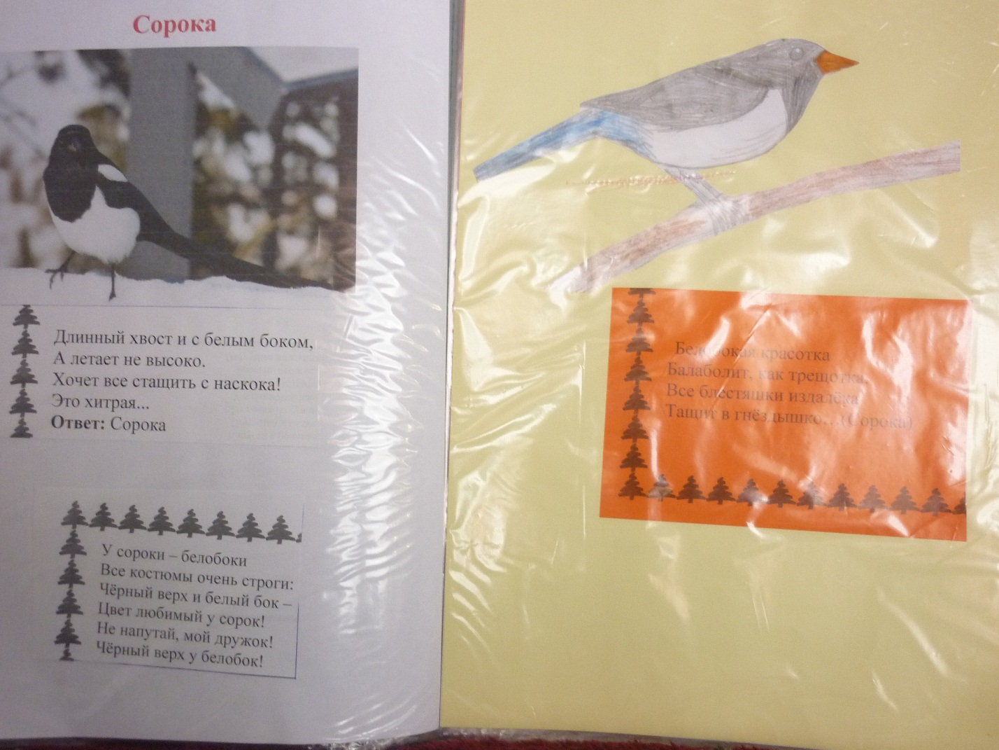 Сорока
Длинный хвост и с белым боком,
А летает не высоко.
Хочет все стащить с наскока!
Это хитрая...
Ответ: Сорока
У сороки – белобоки
Все костюмы очень строги:
Чёрный верх и белый бок –
Цвет любимый у сорок!
Не напутай, мой дружок!
Чёрный верх у белобок!
Белобокая красотка
Балаболит, как трещотка,
Все блестяшки издалёка
Тащит в гнёздышко…(Сорока)